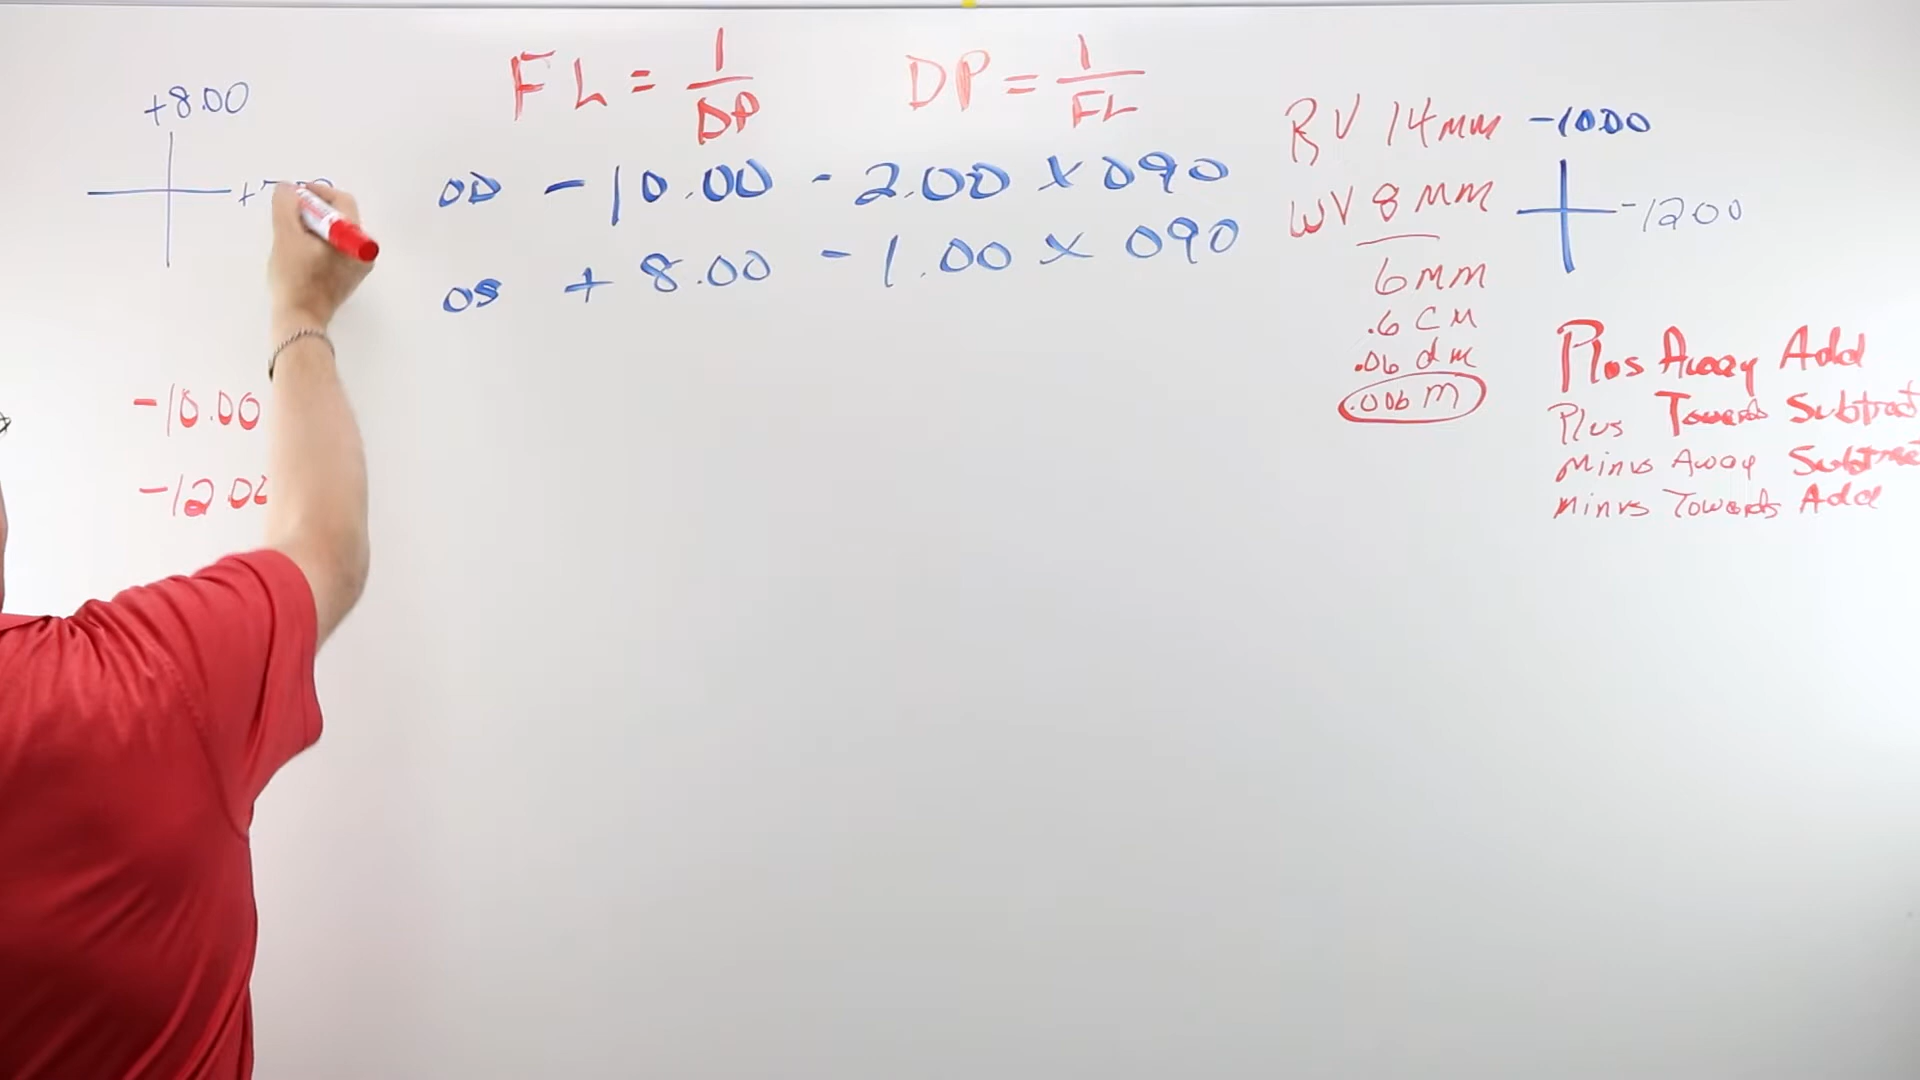 FL = 1/DP
DP = 1/FL
+8.00
OD -10.00 - 2.00 x 090
OS +8.00 - 1.00 x 090
-10.00
-12.00
RV 14mm
WV 8mm
6mm
.6 cm
.06 dm
.006 m
-10.00
-1200
Plus Away Add
Plus Towards Subtract
Minus Away Subtract
Minus Towards Add